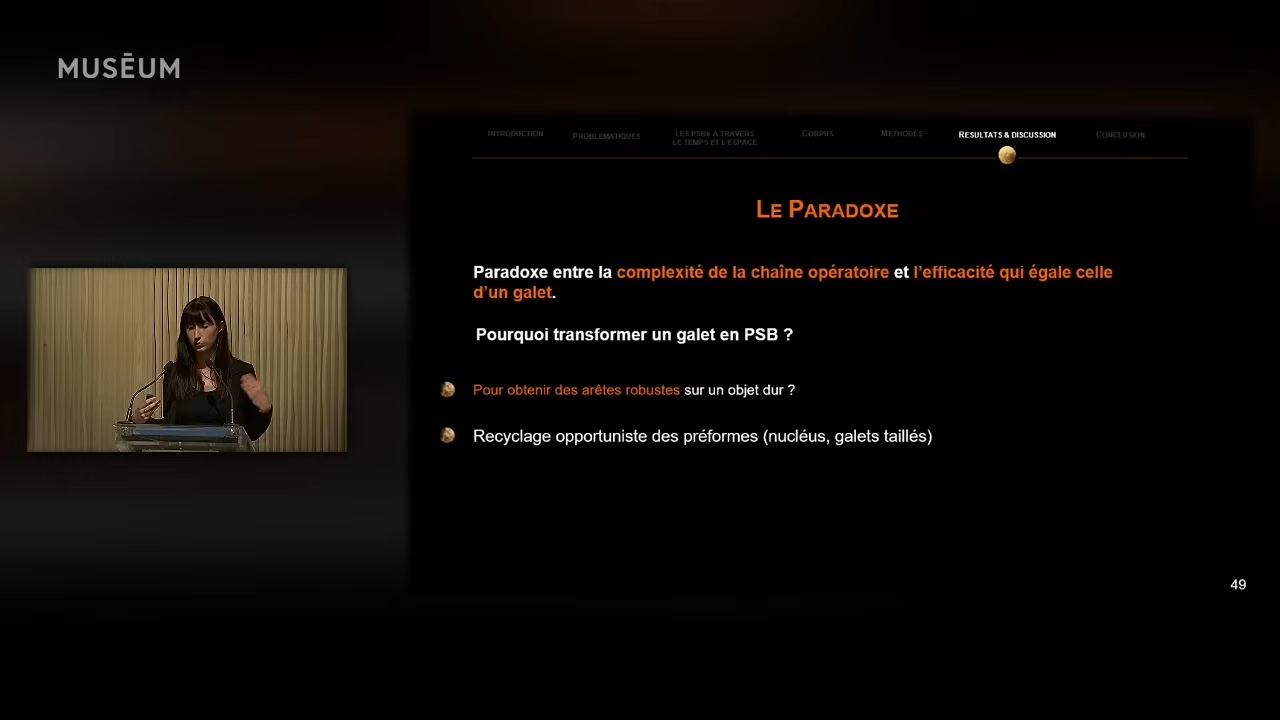 MUSĒUM
INTRODUCTION
PROBLEMATIQUES
LES PSBS À TRAVERS
LE TEMPS ET L'ESPACE
CORPUS
METHODES
RESULTATS & DISCUSSION
CONCLUSION
LE PARADOXE
Paradoxe entre la complexité de la chaîne opératoire et l'efficacité qui égale celle
d'un galet.
Pourquoi transformer un galet en PSB ?
Pour obtenir des arêtes robustes sur un objet dur ?
Recyclage opportuniste des préformes (nucléus, galets taillés)
49